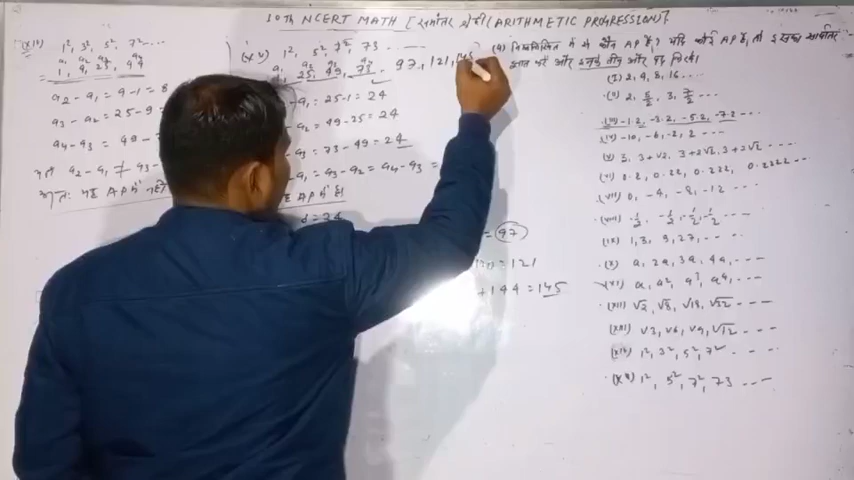 10th NCERT MATH [समांतर श्रेढ़ी (ARITHMETIC PROGRESSION)].
(XIV) 1², 3², 5², 7² ----
a₁ a₂ a₃ a₄
1, 9, 25, 49
a₂ - a₁ = 9 - 1 = 8
a₃ - a₂ = 25 - 9 =
a₄ - a₃ = 49 -
a₂ - a₁ ≠ a₃ -
अतः यह AP नहीं
(XV) 1², 5², 7², 73 ----
a₁ a₂ a₃ a₄
25, 49, 73 97, 121, 145
- a₁ = 25 - 1 = 24
- a₂ = 49 - 25 = 24
- a₃ = 73 - 49 = 24
- a₁ = a₃ - a₂ = a₄ - a₃ =
AP है।
d = 24
= 97
= 121
+ 144 = 145
(4) निम्नलिखित में से कौन AP है? यदि कोई AP है, तो इसका सार्वांतर
ज्ञात करें और इनके तीन और पद लिखें।
(I) 2, 4, 8, 16 ----
(II) 2, 5/2, 3, 7/2 ----
(III) -1.2, -3.2, -5.2, -7.2 ----
(IV) -10, -6, -2, 2 ----
(V) 3, 3+√2, 3+2√2, 3+3√2 ----
(VI) 0.2, 0.22, 0.222, 0.2222 ----
(VII) 0, -4, -8, -12 ----
(VIII) -1/2, -1/2, -1/2, -1/2 ----
(IX) 1, 3, 9, 27, ----
(X) a, 2a, 3a, 4a, ----
(XI) a, a², a³, a⁴, ----
(XII) √2, √8, √18, √32 ----
(XIII) √3, √6, √9, √12 ----
(XIV) 1², 3², 5², 7² ----
(XV) 1², 5², 7², 73 ----